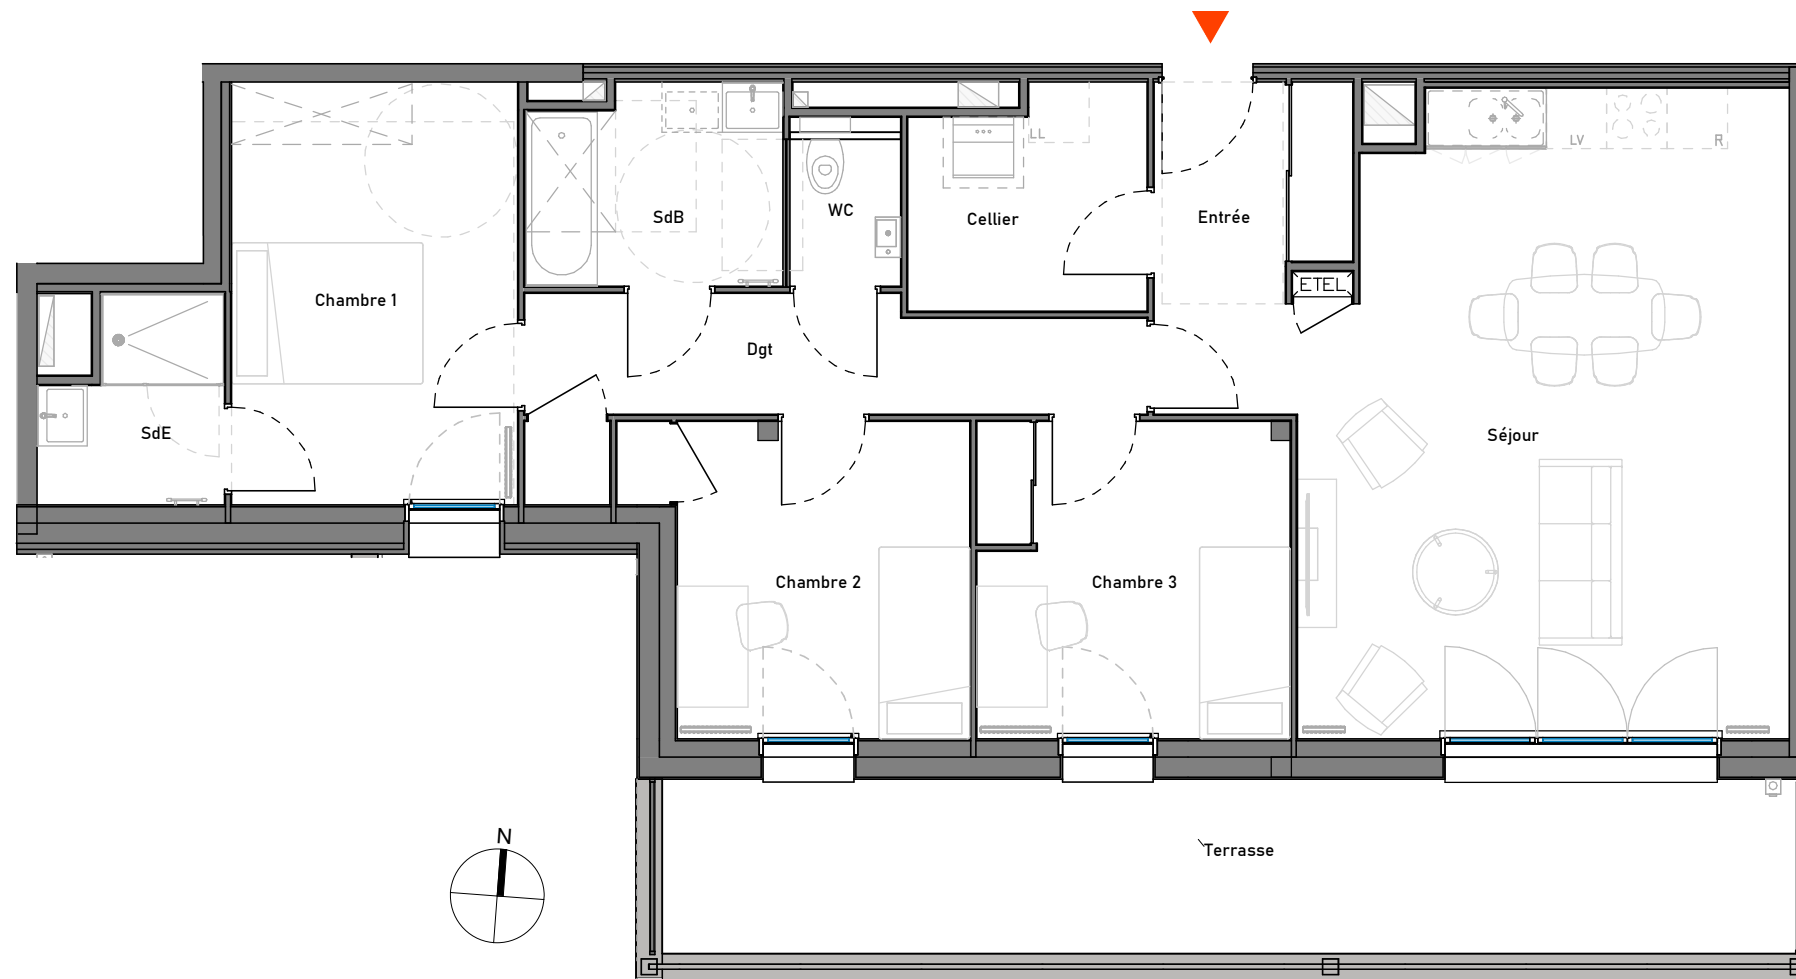 LL
LV
R
SdB
WC
Cellier
Entrée
ETEL
Chambre 1
Dgt
SdE
Séjour
Chambre 2
Chambre 3
N
Terrasse